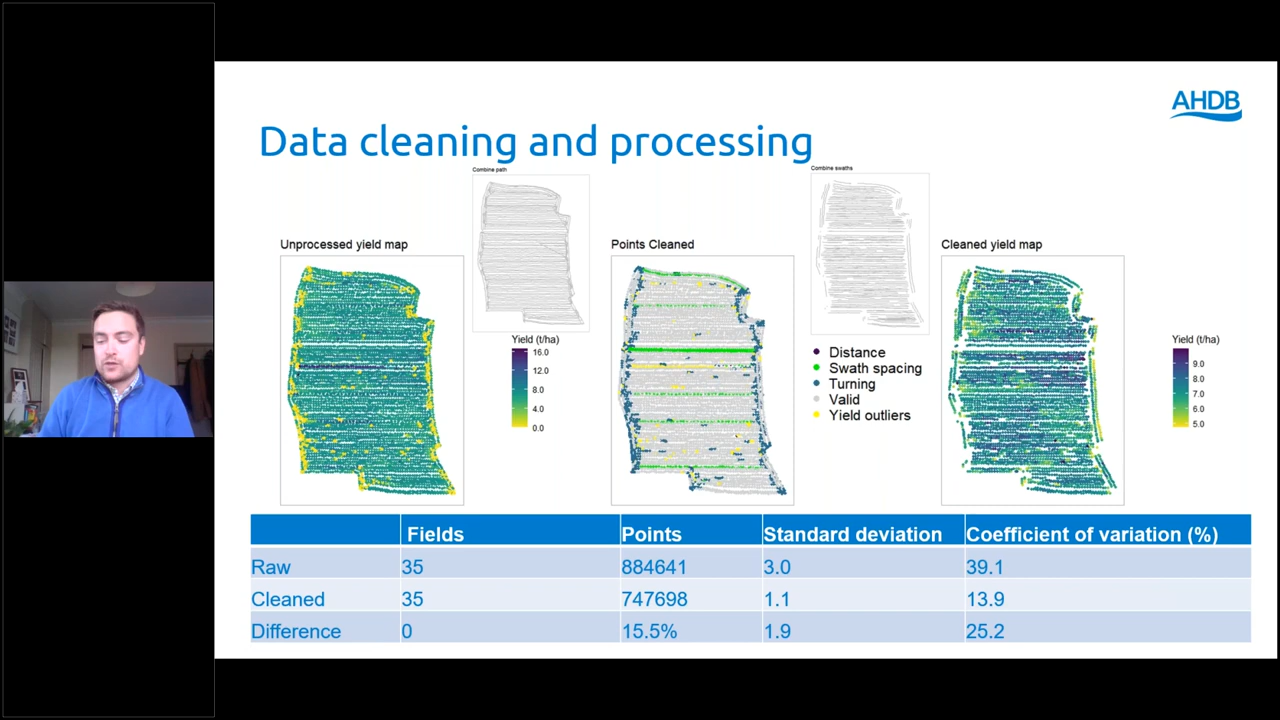 AHDB
Data cleaning and processing
Combine path
Combine swaths
Unprocessed yield map
Points Cleaned
Cleaned yield map
Yield (t/ha)
16.0
12.0
8.0
4.0
0.0
Distance
Swath spacing
Turning
Valid
Yield outliers
Yield (t/ha)
9.0
8.0
7.0
6.0
5.0
Fields Points Standard deviation Coefficient of variation (%)
Raw 35 884641 3.0 39.1
Cleaned 35 747698 1.1 13.9
Difference 0 15.5% 1.9 25.2